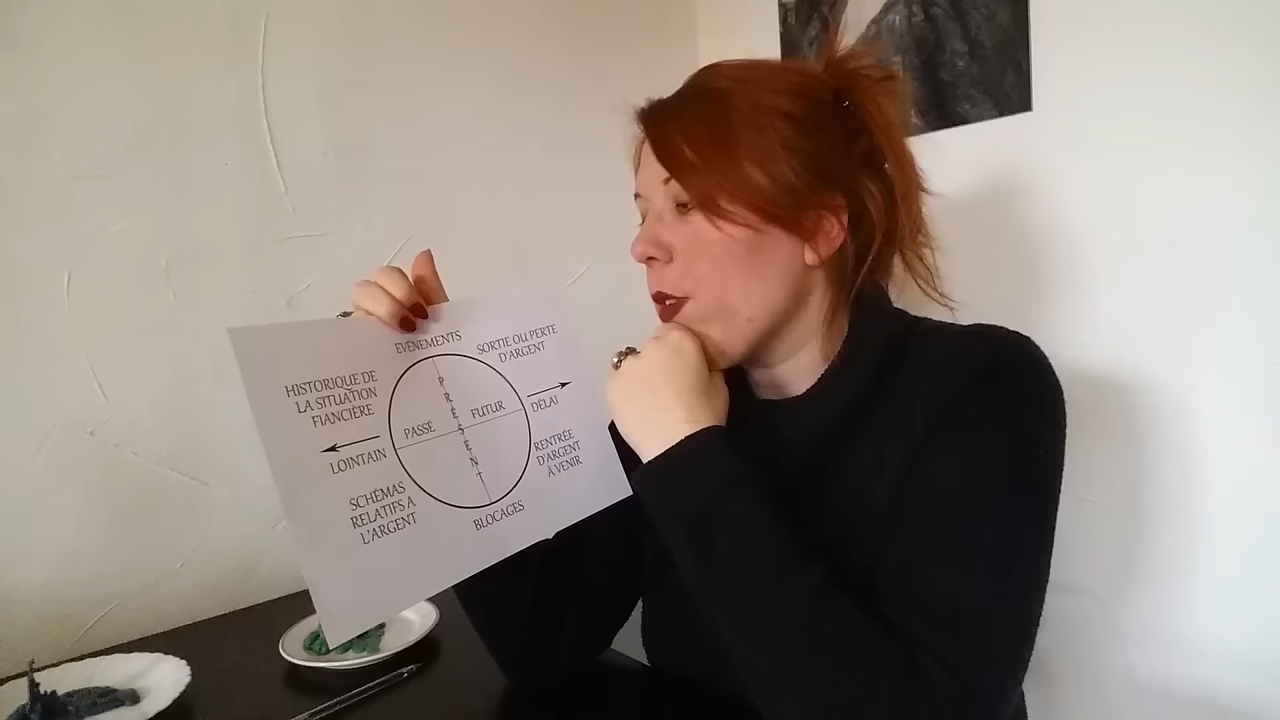 ÉVÉNEMENTS
SORTIE OU PERTE
D'ARGENT
HISTORIQUE DE
LA SITUATION
FIANCIÈRE
PRÉSENT
PASSÉ
FUTUR
DÉLAI
LOINTAIN
RENTRÉE
D'ARGENT
À VENIR
SCHÉMAS
RELATIFS A
L'ARGENT
BLOCAGES